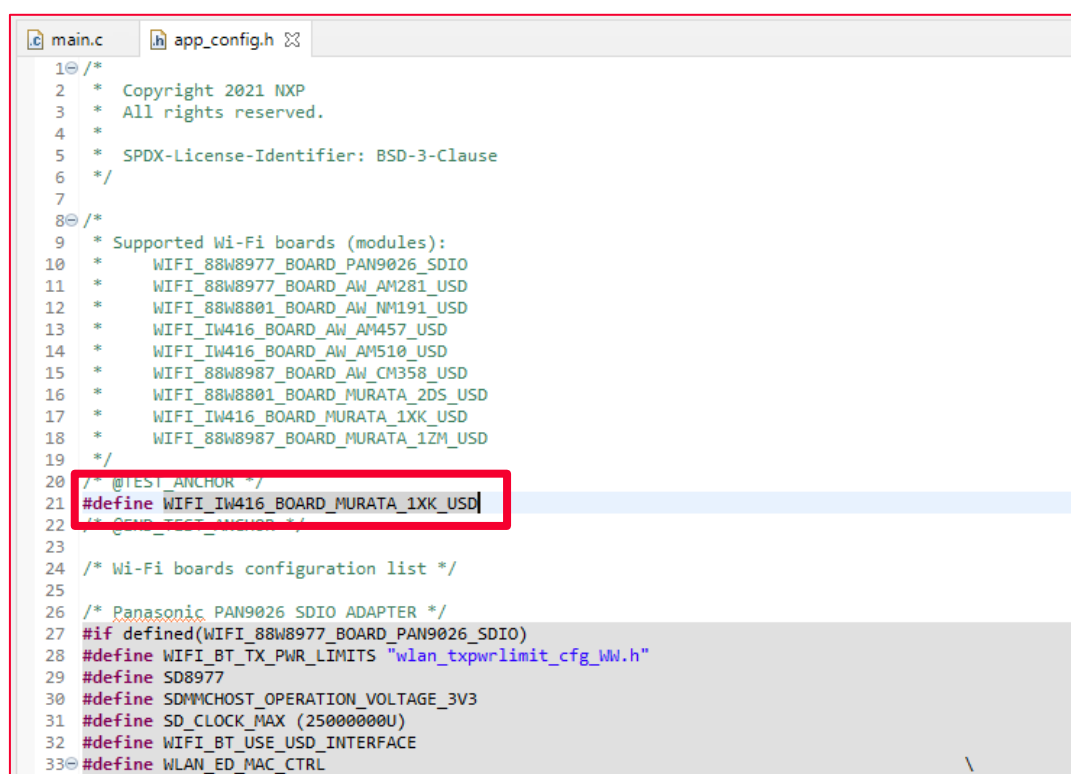 main.c app_config.h
1 /*
2 * Copyright 2021 NXP
3 * All rights reserved.
4 *
5 * SPDX-License-Identifier: BSD-3-Clause
6 */
7
8 /*
9 * Supported Wi-Fi boards (modules):
10 * WIFI_88W8977_BOARD_PAN9026_SDIO
11 * WIFI_88W8977_BOARD_AW_AM281_USD
12 * WIFI_88W8801_BOARD_AW_NM191_USD
13 * WIFI_IW416_BOARD_AW_AM457_USD
14 * WIFI_IW416_BOARD_AW_AM510_USD
15 * WIFI_88W8987_BOARD_AW_CM358_USD
16 * WIFI_88W8801_BOARD_MURATA_2DS_USD
17 * WIFI_IW416_BOARD_MURATA_1XK_USD
18 * WIFI_88W8987_BOARD_MURATA_1ZM_USD
19 */
20 /* @TEST_ANCHOR */
21 #define WIFI_IW416_BOARD_MURATA_1XK_USD
22 /* @END_TEST_ANCHOR */
23
24 /* Wi-Fi boards configuration list */
25
26 /* Panasonic PAN9026 SDIO ADAPTER */
27 #if defined(WIFI_88W8977_BOARD_PAN9026_SDIO)
28 #define WIFI_BT_TX_PWR_LIMITS "wlan_txpwrlimit_cfg_WW.h"
29 #define SD8977
30 #define SDMMCHOST_OPERATION_VOLTAGE_3V3
31 #define SD_CLOCK_MAX (25000000U)
32 #define WIFI_BT_USE_USD_INTERFACE
33 #define WLAN_ED_MAC_CTRL \